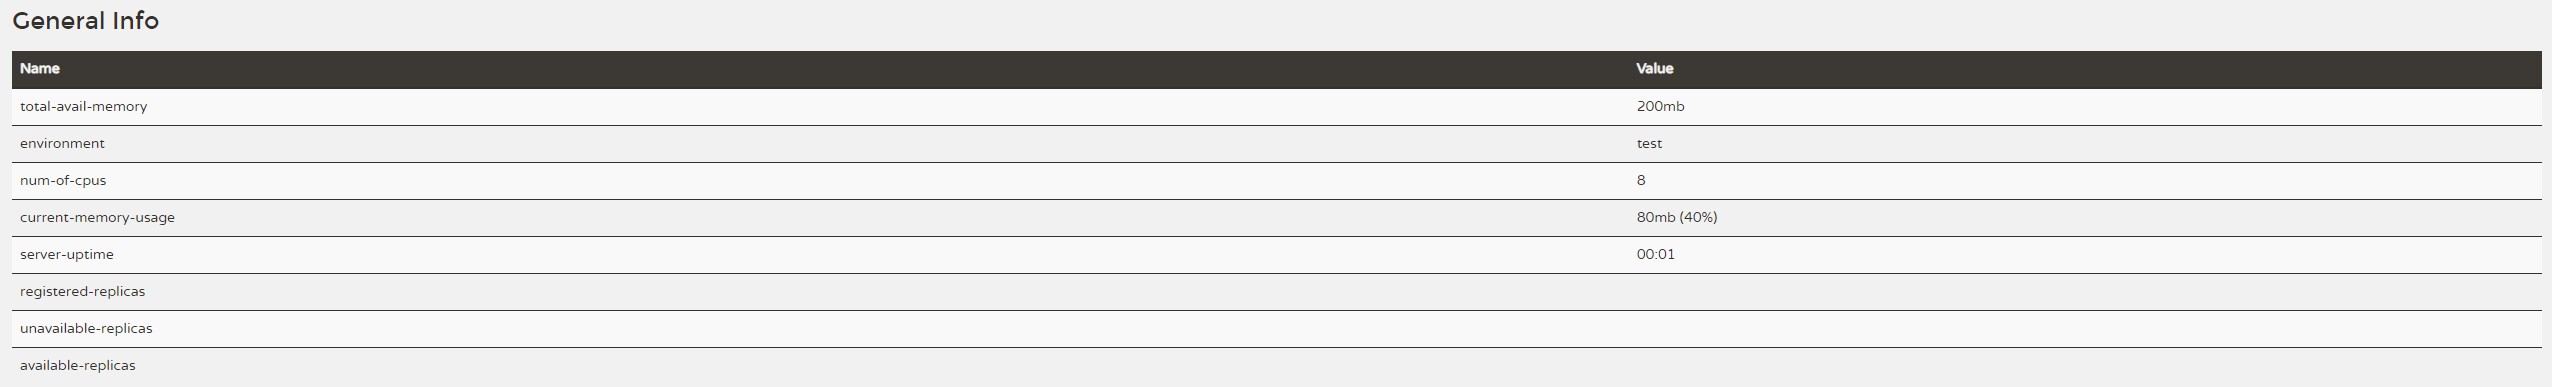 General Info
Name Value
total-avail-memory 200mb
environment test
num-of-cpus 8
current-memory-usage 80mb (40%)
server-uptime 00:01
registered-replicas
unavailable-replicas
available-replicas